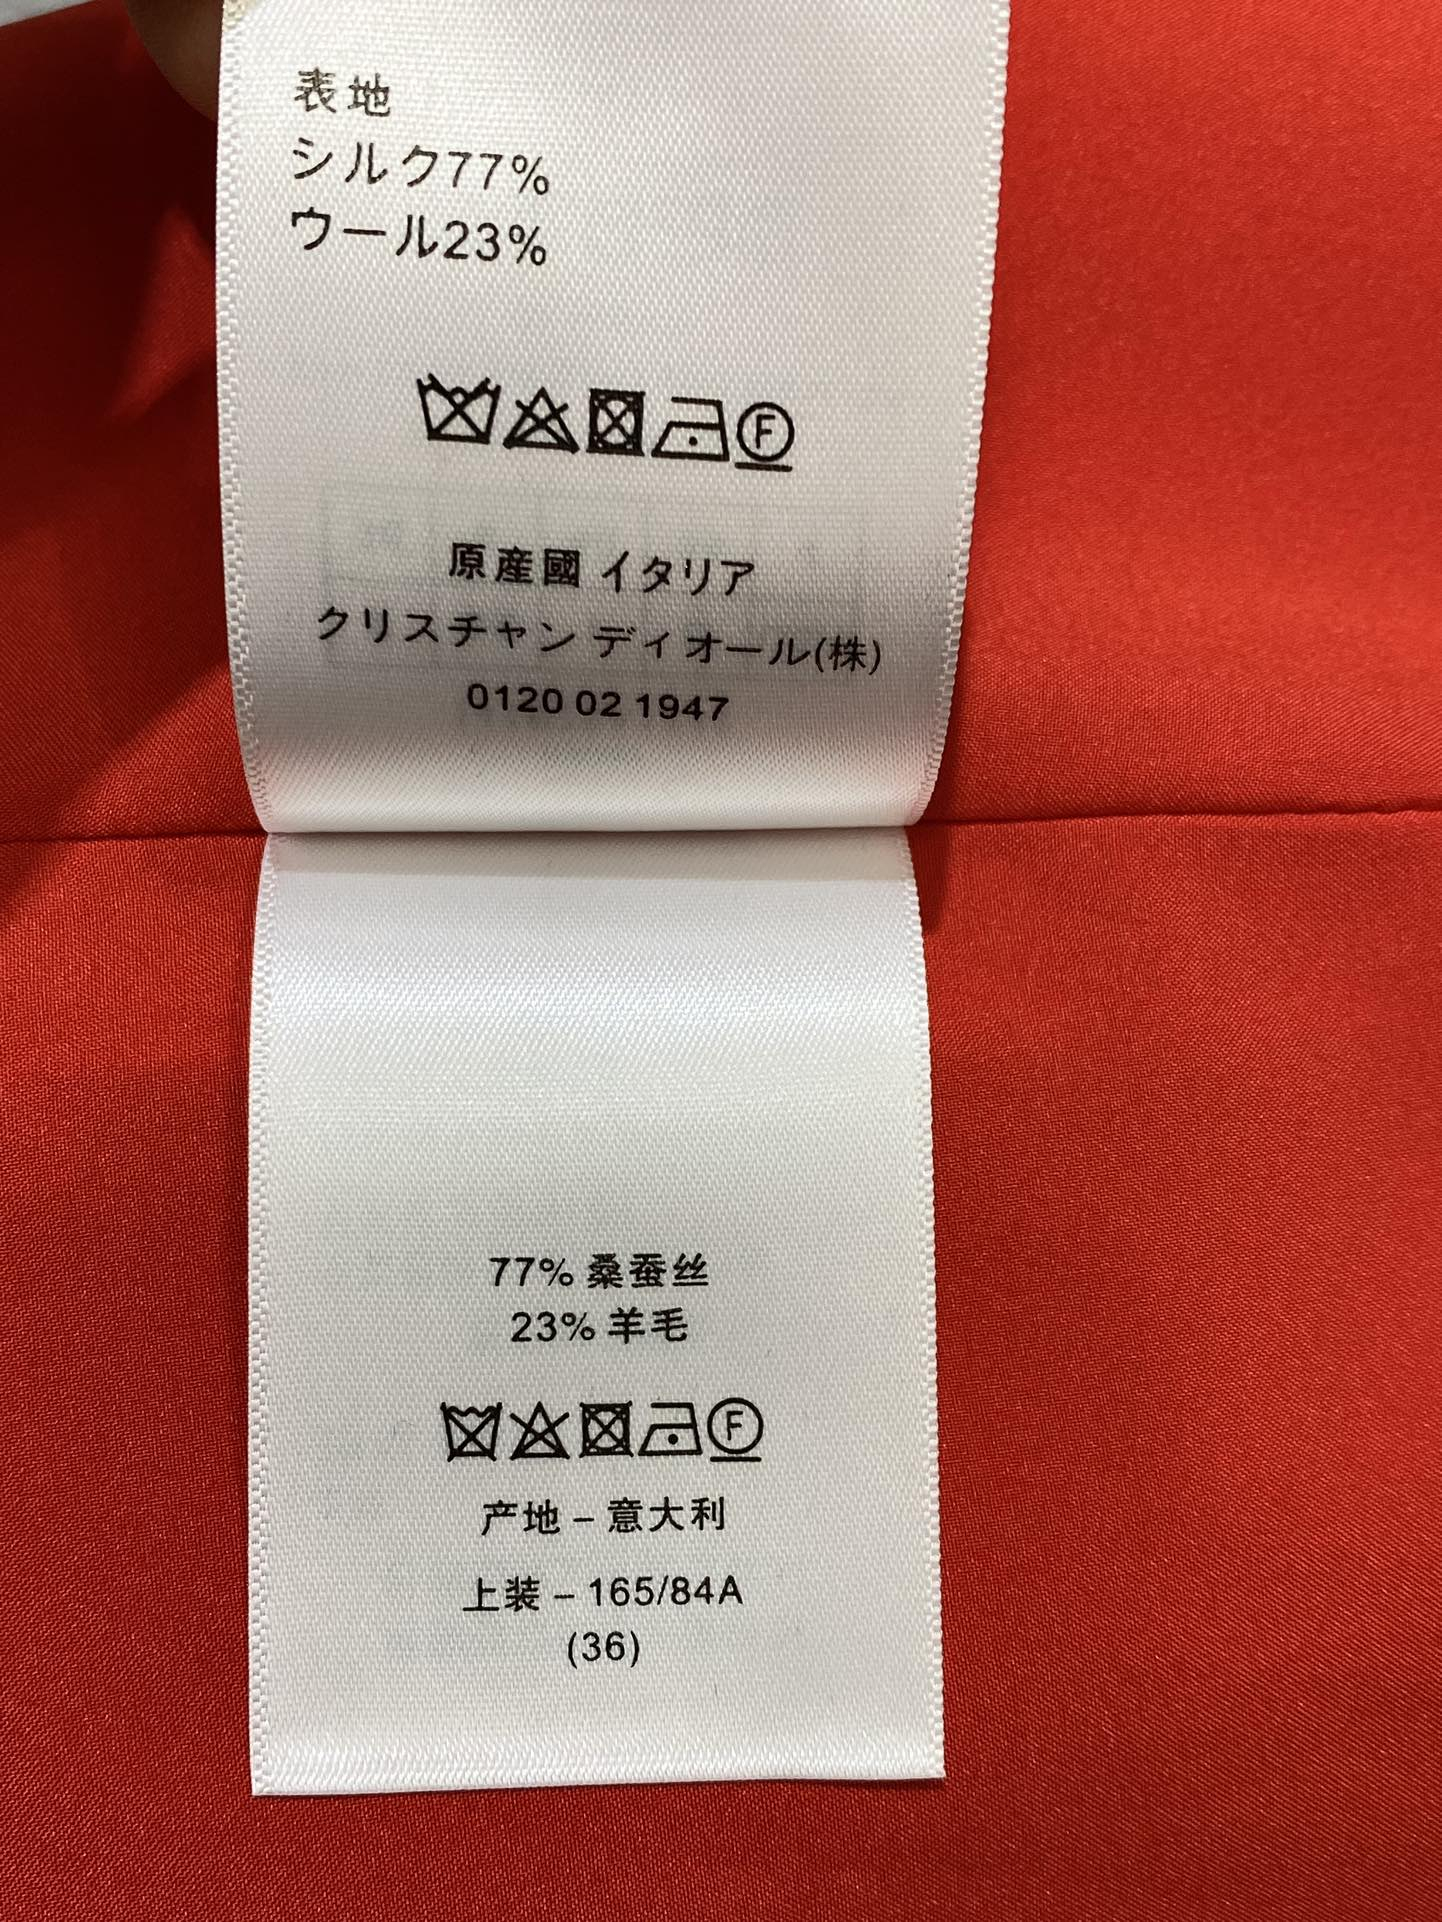 表地
シルク77%
ウール23%
F
原産國 イタリア
クリスチャン ディオール(株)
0120 02 1947
77% 桑蚕丝
23% 羊毛
F
产地 – 意大利
上装 – 165/84A
(36)